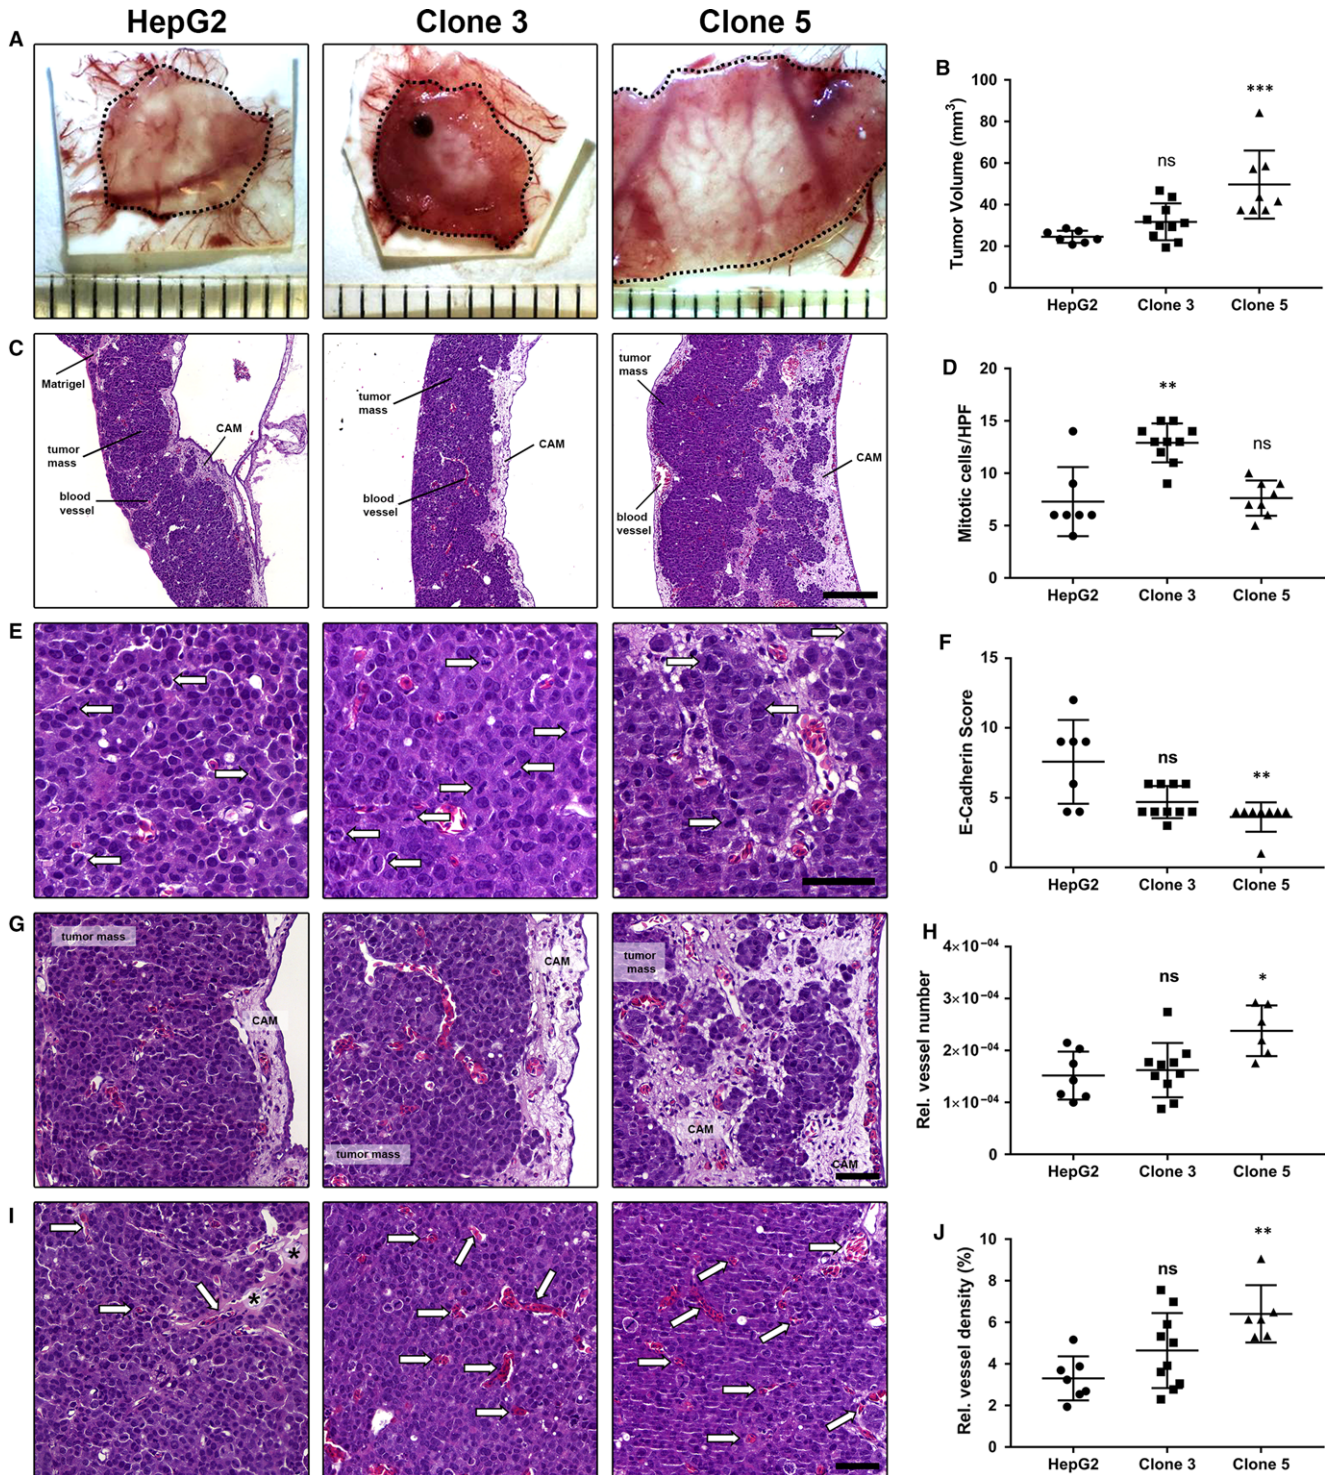 HepG2
Clone 3
Clone 5
A
B
Tumor Volume (mm³)
100
80
60
40
20
0
ns
***
HepG2
Clone 3
Clone 5
C
Matrigel
tumor mass
blood vessel
CAM
tumor mass
blood vessel
CAM
tumor mass
blood vessel
CAM
D
Mitotic cells/HPF
20
15
10
5
0
**
ns
HepG2
Clone 3
Clone 5
E
F
E-Cadherin Score
15
10
5
0
ns
**
HepG2
Clone 3
Clone 5
G
tumor mass
CAM
CAM
tumor mass
tumor mass
CAM
CAM
H
Rel. vessel number
4×10⁻⁰⁴
3×10⁻⁰⁴
2×10⁻⁰⁴
1×10⁻⁰⁴
ns
*
HepG2
Clone 3
Clone 5
I
*
*
J
Rel. vessel density (%)
10
8
6
4
2
0
ns
**
HepG2
Clone 3
Clone 5